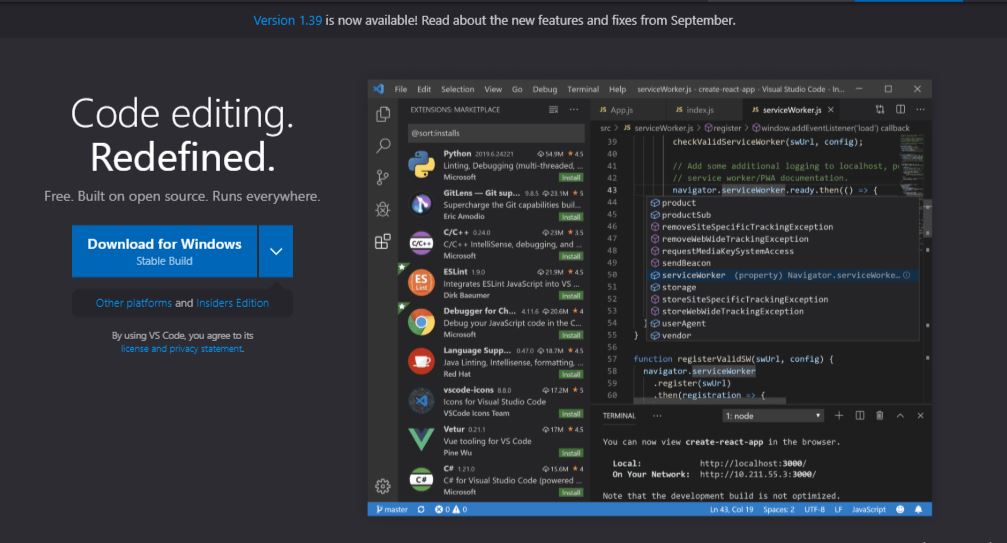 Version 1.39 is now available! Read about the new features and fixes from September.
Code editing.
Redefined.
Free. Built on open source. Runs everywhere.
Download for Windows
Stable Build
Other platforms and Insiders Edition
By using VS Code, you agree to its
license and privacy statement.
File Edit Selection View Go Debug Terminal Help serviceWorker.js - create-react-app - Visual Studio Code - In...
EXTENSIONS: MARKETPLACE
@sort:installs
Python 2019.6.24221 54.9M 4.5
Linting, Debugging (multi-threaded, ...
Microsoft Install
GitLens — Git sup... 9.8.5 23.1M 5
Supercharge the Git capabilities buil...
Eric Amodio Install
C/C++ 0.24.0 23M 3.5
C/C++ IntelliSense, debugging, and ...
Microsoft Install
ESLint 1.9.0 21.9M 4.5
Integrates ESLint JavaScript into VS ...
Dirk Baeumer Install
Debugger for Ch... 4.11.6 20.6M 4
Debug your JavaScript code in the C...
Microsoft Install
Language Supp... 0.47.0 18.7M 4.5
Java Linting, Intellisense, formatting, ...
Red Hat Install
vscode-icons 8.8.0 17.2M 5
Icons for Visual Studio Code
VSCode Icons Team Install
Vetur 0.21.1 17M 4.5
Vue tooling for VS Code
Pine Wu Install
C# 1.21.0 15.6M 4
C# for Visual Studio Code (powered ...
Microsoft Install
JS App.js JS index.js JS serviceWorker.js
src > JS serviceWorker.js > register > window.addEventListener('load') callback
39 checkValidServiceWorker(swUrl, config);
40
41 // Add some additional logging to localhost, p
42 // service worker/PWA documentation.
43 navigator.serviceWorker.ready.then(() => {
44 product
45 productSub
46 removeSiteSpecificTrackingException
47 removeWebWideTrackingException
48 requestMediaKeySystemAccess
49 sendBeacon
50 serviceWorker (property) Navigator.serviceWorke...
51 storage
52 storeSiteSpecificTrackingException
53 storeWebWideTrackingException
54 } userAgent
55 } vendor
56
57 function registerValidSW(swUrl, config) {
58 navigator.serviceWorker
59 .register(swUrl)
60 .then(registration => {
TERMINAL ... 1: node
You can now view create-react-app in the browser.
Local: http://localhost:3000/
On Your Network: http://10.211.55.3:3000/
Note that the development build is not optimized.
master 0 0 Ln 43, Col 19 Spaces: 2 UTF-8 LF JavaScript